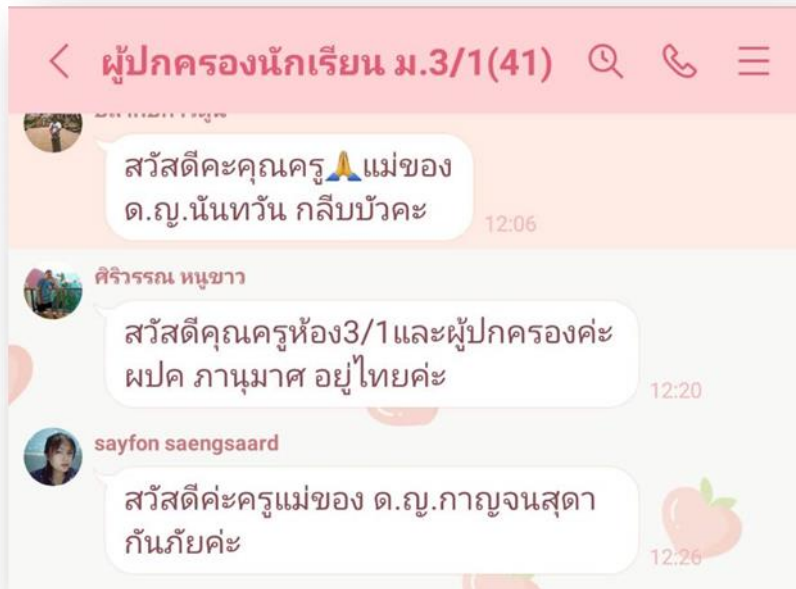 ผู้ปกครองนักเรียน ม.3/1(41)
สวัสดีคะคุณครู🙏แม่ของ
ด.ญ.นันทวัน กลีบบัวคะ
12:06
ศิริวรรณ หนูขาว
สวัสดีคุณครูห้อง3/1และผู้ปกครองค่ะ
ผปค ภานุมาศ อยู่ไทยค่ะ
12:20
sayfon saengsaard
สวัสดีค่ะครูแม่ของ ด.ญ.กาญจนสุดา
กันภัยค่ะ
12:26